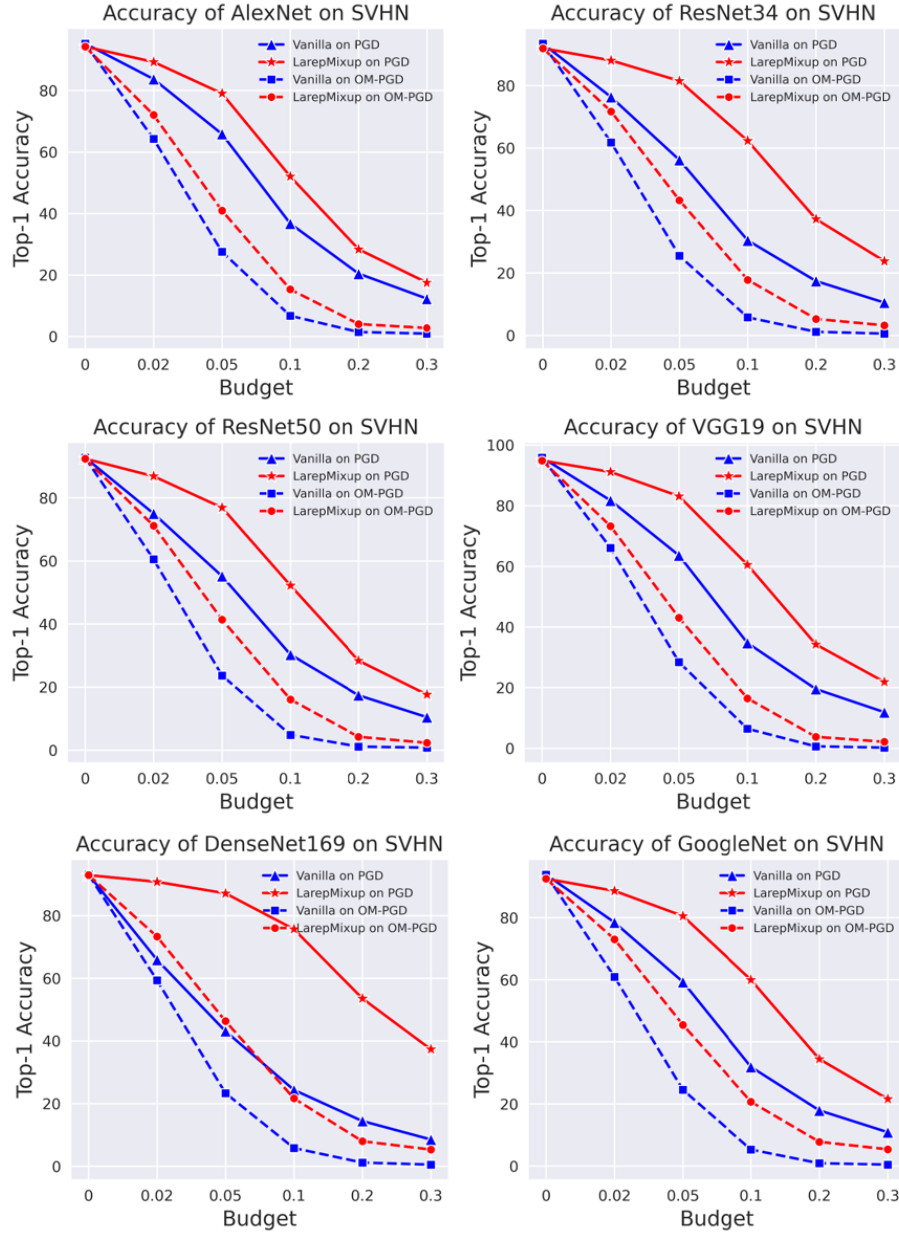 Accuracy of AlexNet on SVHN
Vanilla on PGD
LarepMixup on PGD
Vanilla on OM-PGD
LarepMixup on OM-PGD
Top-1 Accuracy
80
60
40
20
0
0 0.02 0.05 0.1 0.2 0.3
Budget
Accuracy of ResNet34 on SVHN
Vanilla on PGD
LarepMixup on PGD
Vanilla on OM-PGD
LarepMixup on OM-PGD
Top-1 Accuracy
80
60
40
20
0
0 0.02 0.05 0.1 0.2 0.3
Budget
Accuracy of ResNet50 on SVHN
Vanilla on PGD
LarepMixup on PGD
Vanilla on OM-PGD
LarepMixup on OM-PGD
Top-1 Accuracy
80
60
40
20
0
0 0.02 0.05 0.1 0.2 0.3
Budget
Accuracy of VGG19 on SVHN
Vanilla on PGD
LarepMixup on PGD
Vanilla on OM-PGD
LarepMixup on OM-PGD
Top-1 Accuracy
100
80
60
40
20
0
0 0.02 0.05 0.1 0.2 0.3
Budget
Accuracy of DenseNet169 on SVHN
Vanilla on PGD
LarepMixup on PGD
Vanilla on OM-PGD
LarepMixup on OM-PGD
Top-1 Accuracy
80
60
40
20
0
0 0.02 0.05 0.1 0.2 0.3
Budget
Accuracy of GoogleNet on SVHN
Vanilla on PGD
LarepMixup on PGD
Vanilla on OM-PGD
LarepMixup on OM-PGD
Top-1 Accuracy
80
60
40
20
0
0 0.02 0.05 0.1 0.2 0.3
Budget